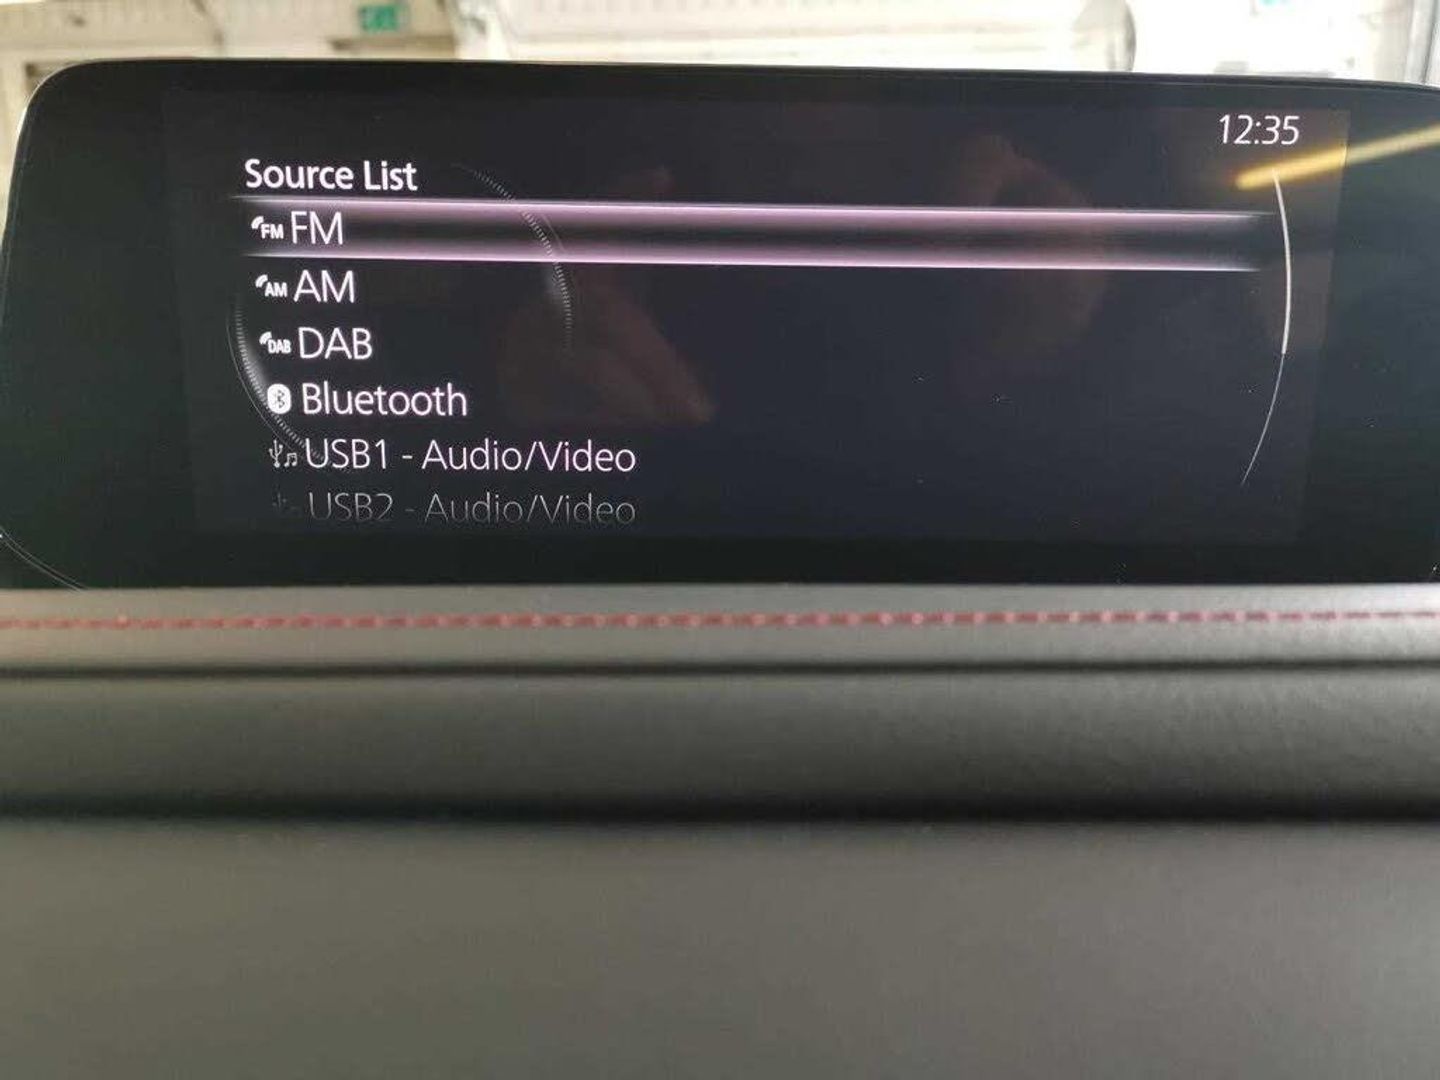 12:35
Source List
FM FM
AM AM
DAB DAB
Bluetooth
USB1 - Audio/Video
USB2 - Audio/Video